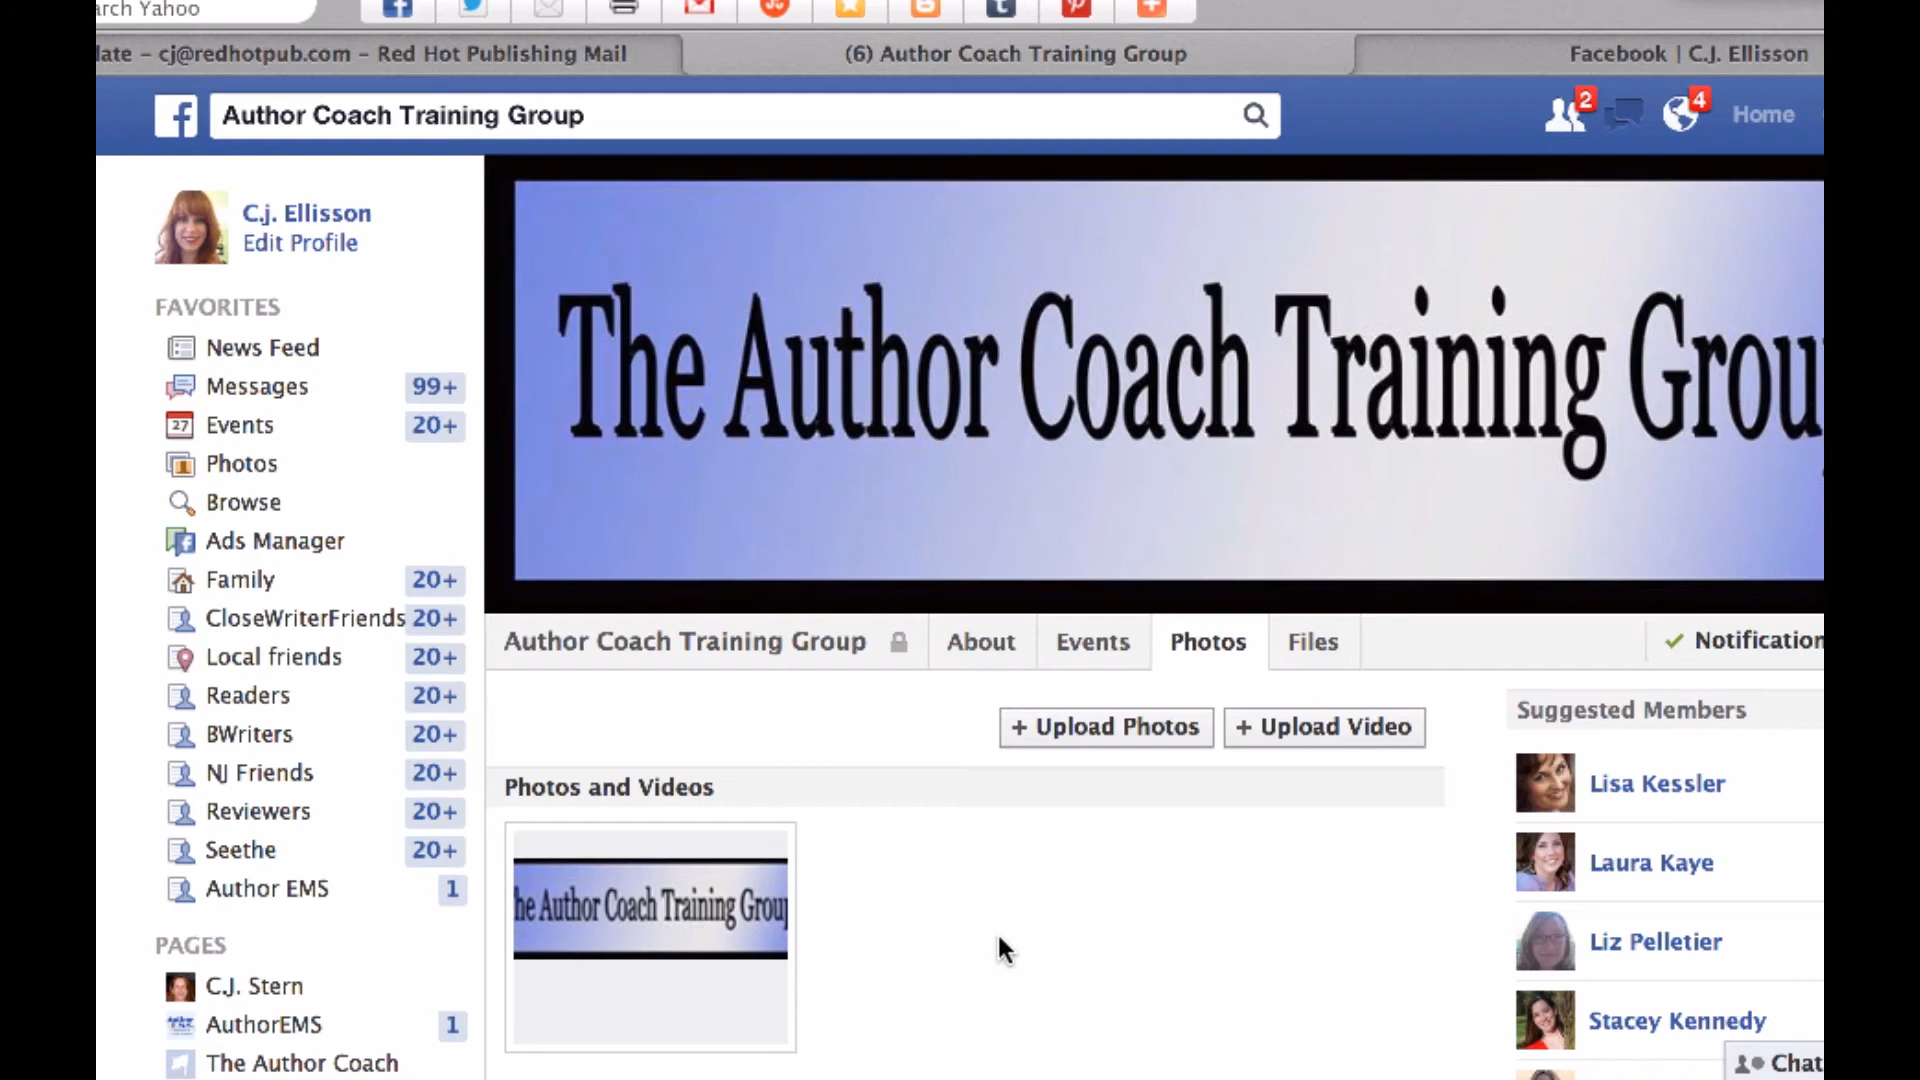 arch Yahoo
late – cj@redhotpub.com – Red Hot Publishing Mail
(6) Author Coach Training Group
Facebook | C.J. Ellisson
Author Coach Training Group
2
4
Home
C.j. Ellisson
Edit Profile
FAVORITES
News Feed
Messages 99+
27 Events 20+
Photos
Browse
Ads Manager
Family 20+
CloseWriterFriends 20+
Local friends 20+
Readers 20+
BWriters 20+
NJ Friends 20+
Reviewers 20+
Seethe 20+
Author EMS 1
PAGES
C.J. Stern
AuthorEMS 1
The Author Coach
The Author Coach Training Grou
Author Coach Training Group
About
Events
Photos
Files
✓ Notification
+ Upload Photos
+ Upload Video
Photos and Videos
he Author Coach Training Group
Suggested Members
Lisa Kessler
Laura Kaye
Liz Pelletier
Stacey Kennedy
Chat